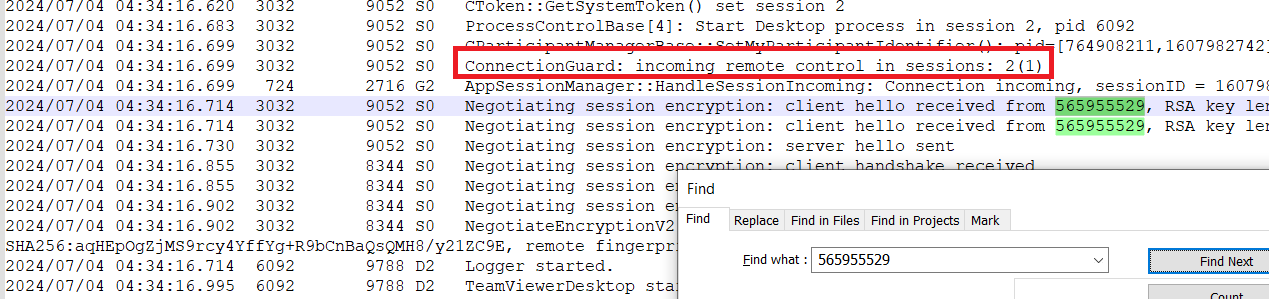 2024/07/04 04:34:16.620 3032 9052 S0 CToken::GetSystemToken() set session 2
2024/07/04 04:34:16.683 3032 9052 S0 ProcessControlBase[4]: Start Desktop process in session 2, pid 6092
2024/07/04 04:34:16.699 3032 9052 S0 CParticipantManagerBase::SetMyParticipantIdentifier(): pid=[764908211,1607982742]
2024/07/04 04:34:16.699 3032 9052 S0 ConnectionGuard: incoming remote control in sessions: 2(1)
2024/07/04 04:34:16.699 724 2716 G2 AppSessionManager::HandleSessionIncoming: Connection incoming, sessionID = 160798
2024/07/04 04:34:16.714 3032 9052 S0 Negotiating session encryption: client hello received from 565955529, RSA key len
2024/07/04 04:34:16.714 3032 9052 S0 Negotiating session encryption: client hello received from 565955529, RSA key len
2024/07/04 04:34:16.730 3032 9052 S0 Negotiating session encryption: server hello sent
2024/07/04 04:34:16.855 3032 8344 S0 Negotiating session encryption: client handshake received
2024/07/04 04:34:16.855 3032 8344 S0 Negotiating session en
2024/07/04 04:34:16.902 3032 8344 S0 Negotiating session en
2024/07/04 04:34:16.902 3032 8344 S0 NegotiateEncryptionV2
SHA256:aqHEpOgZjMS9rcy4YffYg+R9bCnBaQsQMH8/y21ZC9E, remote fingerpri
2024/07/04 04:34:16.714 6092 9788 D2 Logger started.
2024/07/04 04:34:16.995 6092 9788 D2 TeamViewerDesktop sta
Find
Find Replace Find in Files Find in Projects Mark
Find what : 565955529
Find Next
Count